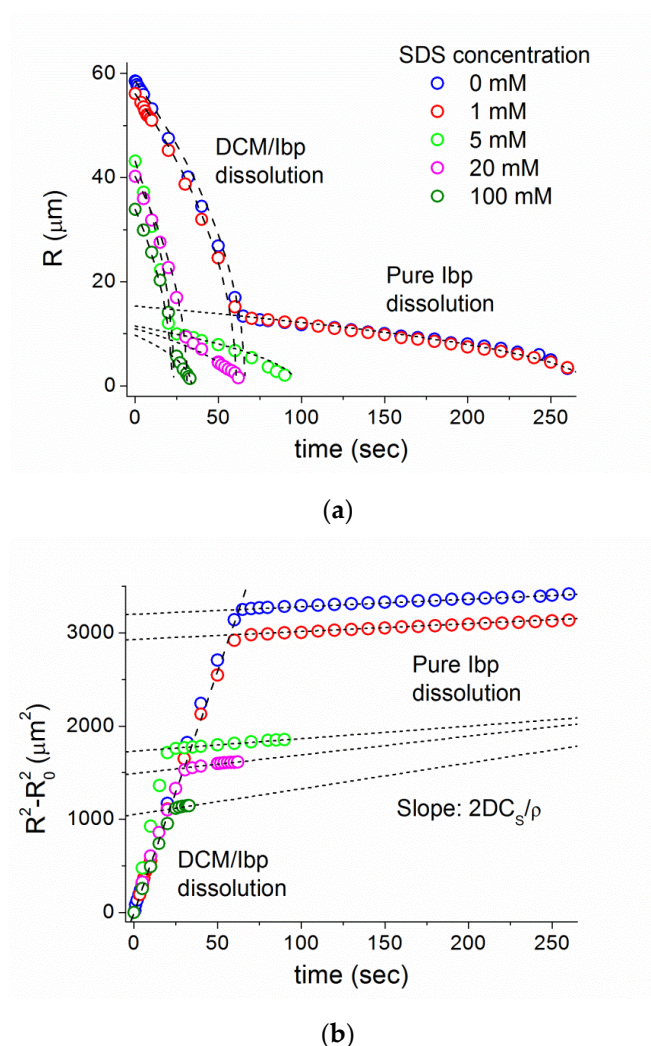 SDS concentration
0 mM
1 mM
5 mM
20 mM
100 mM
DCM/Ibp
dissolution
Pure Ibp
dissolution
60
40
20
0
R (μm)
0 50 100 150 200 250
time (sec)
(a)
3000
2000
1000
0
R²-R₀² (μm²)
Pure Ibp
dissolution
Slope: 2DCₛ/ρ
DCM/Ibp
dissolution
0 50 100 150 200 250
time (sec)
(b)